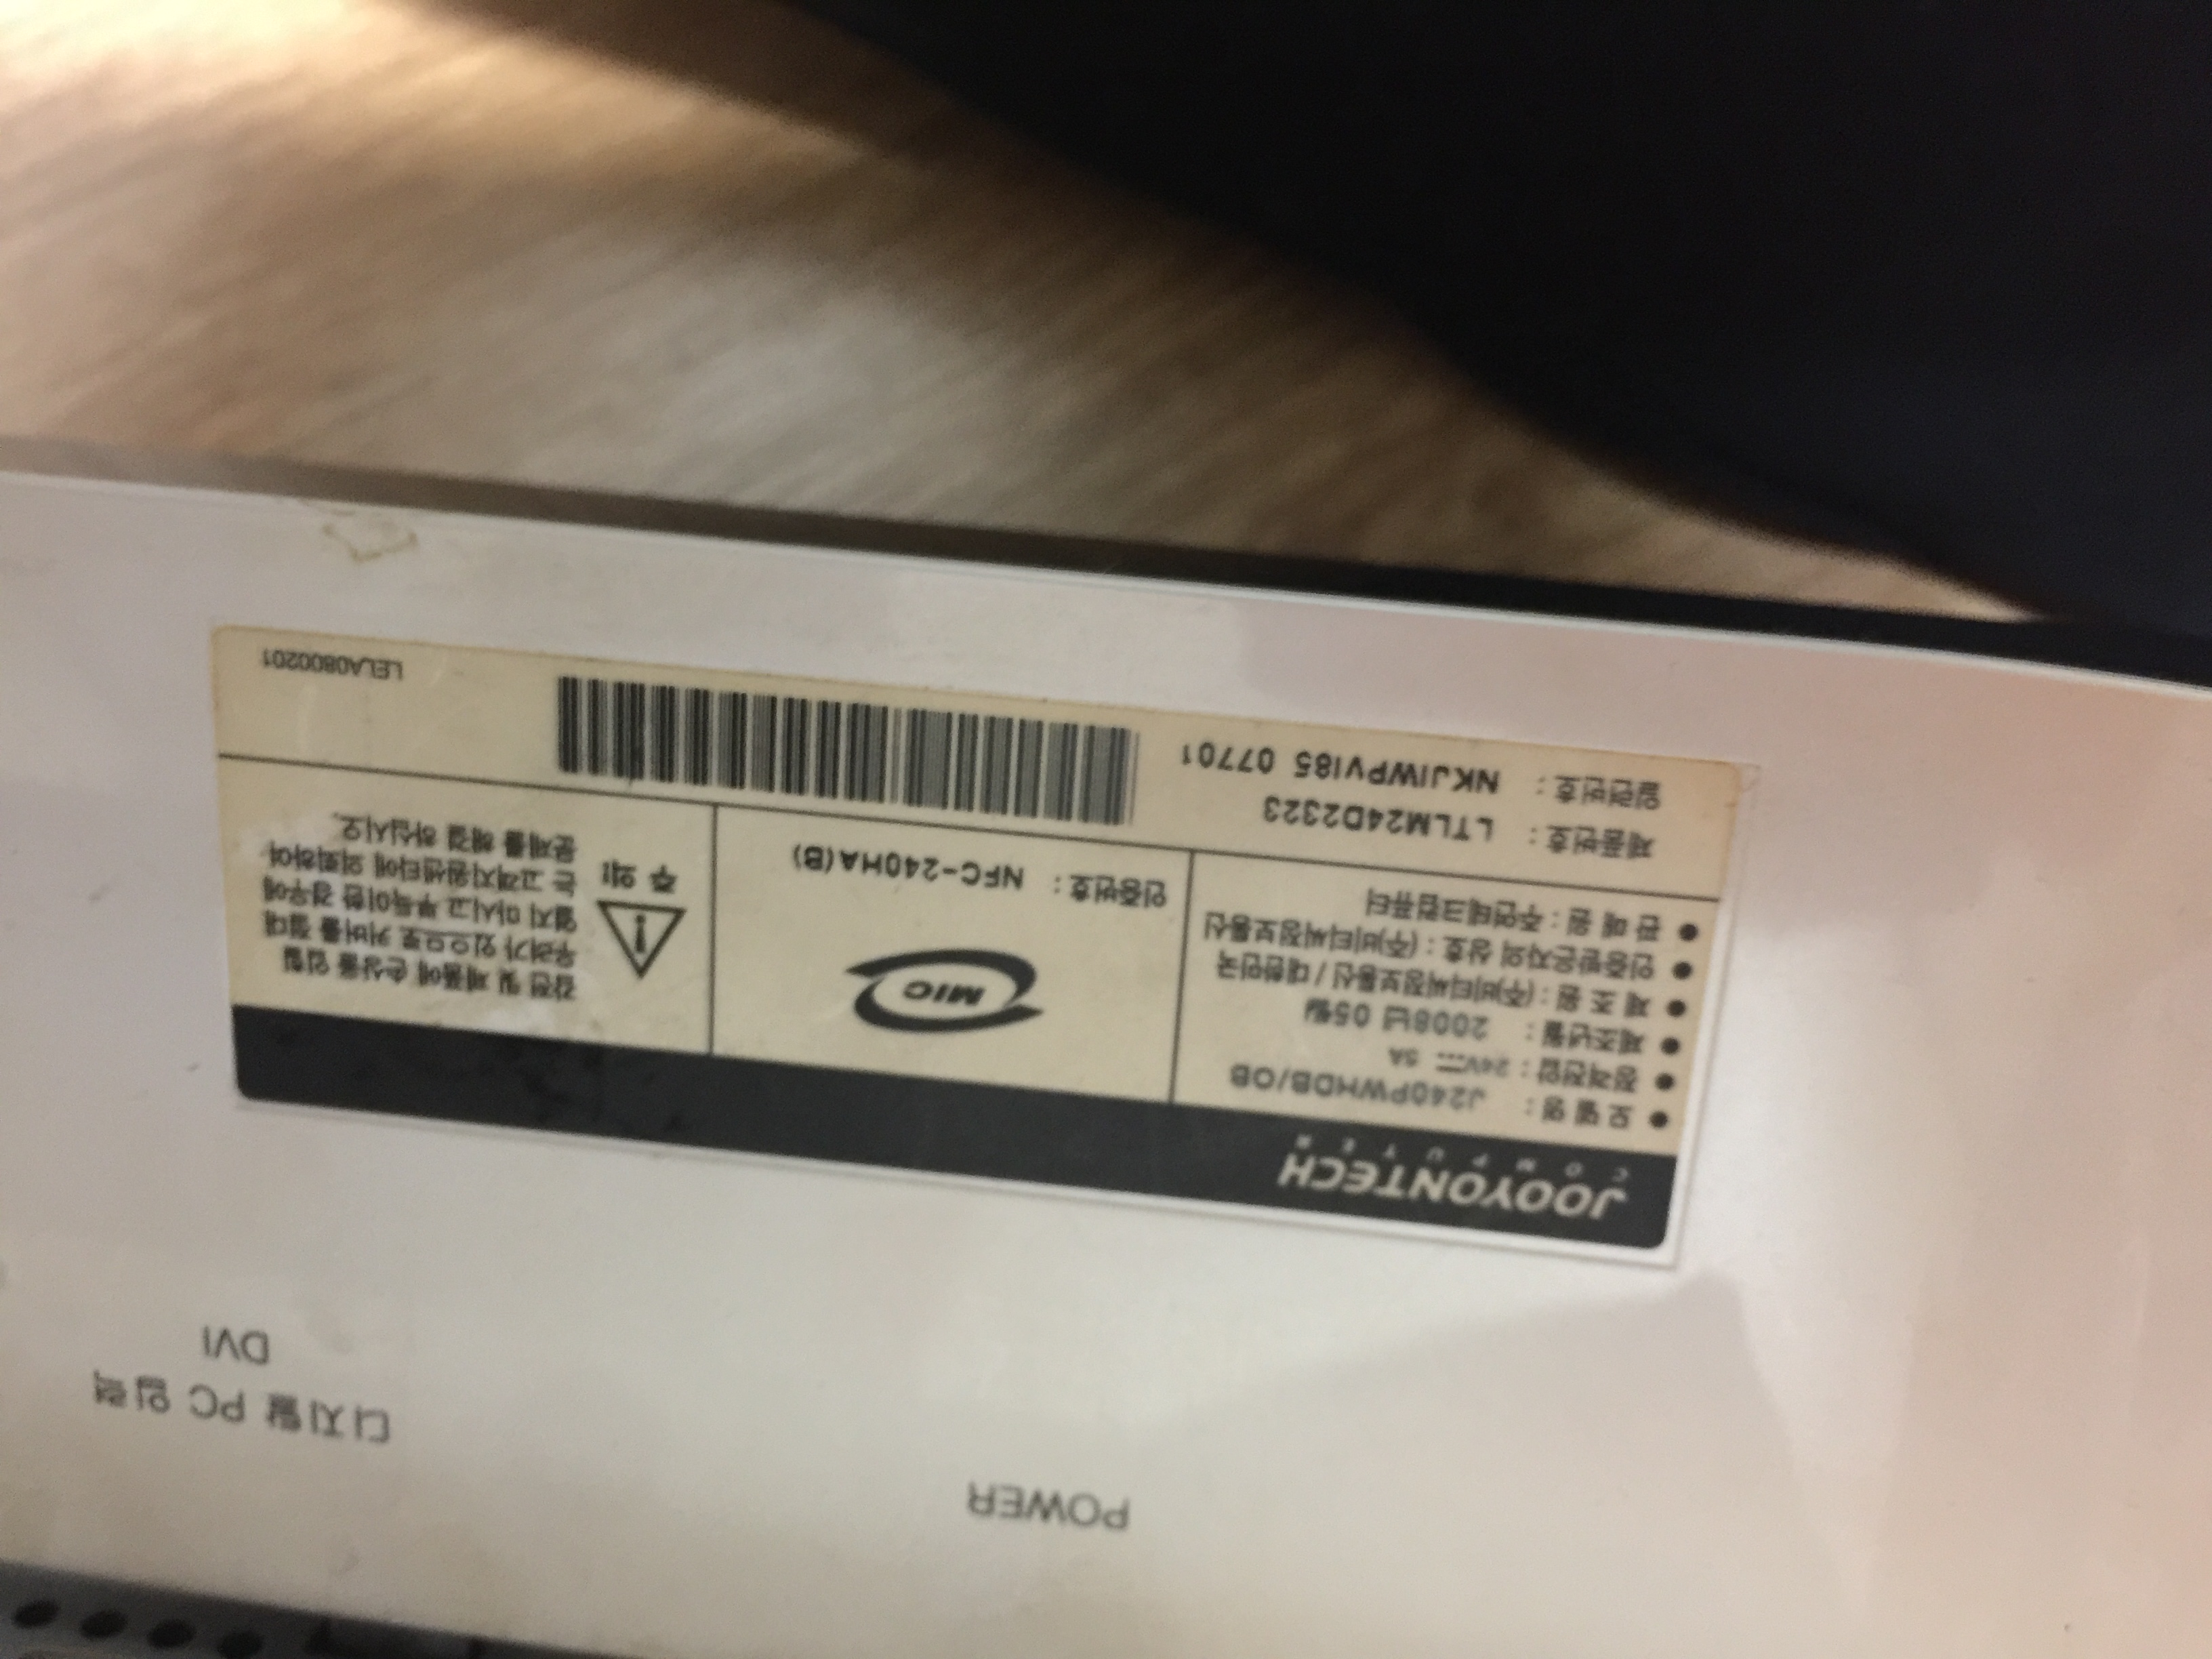 JOOYONTECH
COMPUTER
● 모 델 명 : J240PWHDB/OB
● 정격전압 : 24V⎓ 5A
● 제조년월 : 2008년 05월
● 제 조 원 : (주)비티씨정보통신 / 대한민국
● 인증받은자의 상호 : (주)비티씨정보통신
● 판 매 원 : 주연테크컴퓨터
MIC
인증번호 : NFC-240HA(B)
주 의!
감전 및 제품에 손상을 입힐
우려가 있으므로 커버를 절대
열지 마시고 부득이한 경우에
는 고객지원센타에 의뢰하여
문제를 해결 하십시오.
제품번호 : LTLM24D2323
일련번호 : NKJIWPVI85 07701
LELA0800201
POWER
디지탈 PC 입력
DVI